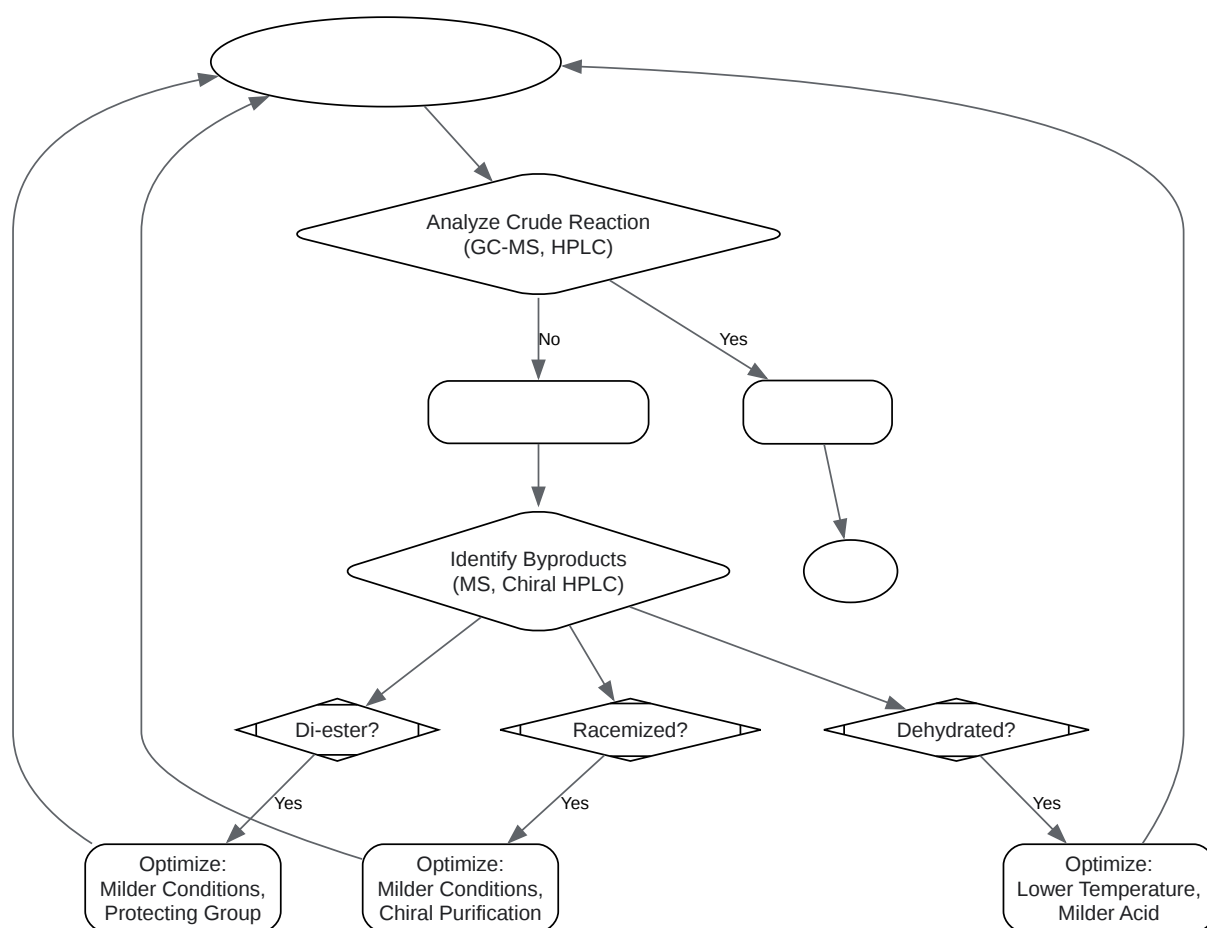 Analyze Crude Reaction
(GC-MS, HPLC)
No
Yes
Identify Byproducts
(MS, Chiral HPLC)
Di-ester?
Racemized?
Dehydrated?
Yes
Yes
Yes
Optimize:
Milder Conditions,
Protecting Group
Optimize:
Milder Conditions,
Chiral Purification
Optimize:
Lower Temperature,
Milder Acid